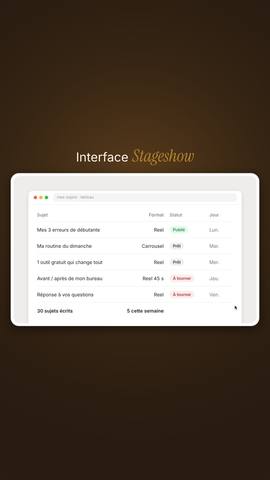 Interface Stageshow
mes sujets · tableau
Sujet Format Statut Jour
Mes 3 erreurs de débutante Reel Publié Lun.
Ma routine du dimanche Carrousel Prêt Mar.
1 outil gratuit qui change tout Reel Prêt Mer.
Avant / après de mon bureau Reel 45 s À tourner Jeu.
Réponse à vos questions Reel À tourner Ven.
30 sujets écrits 5 cette semaine